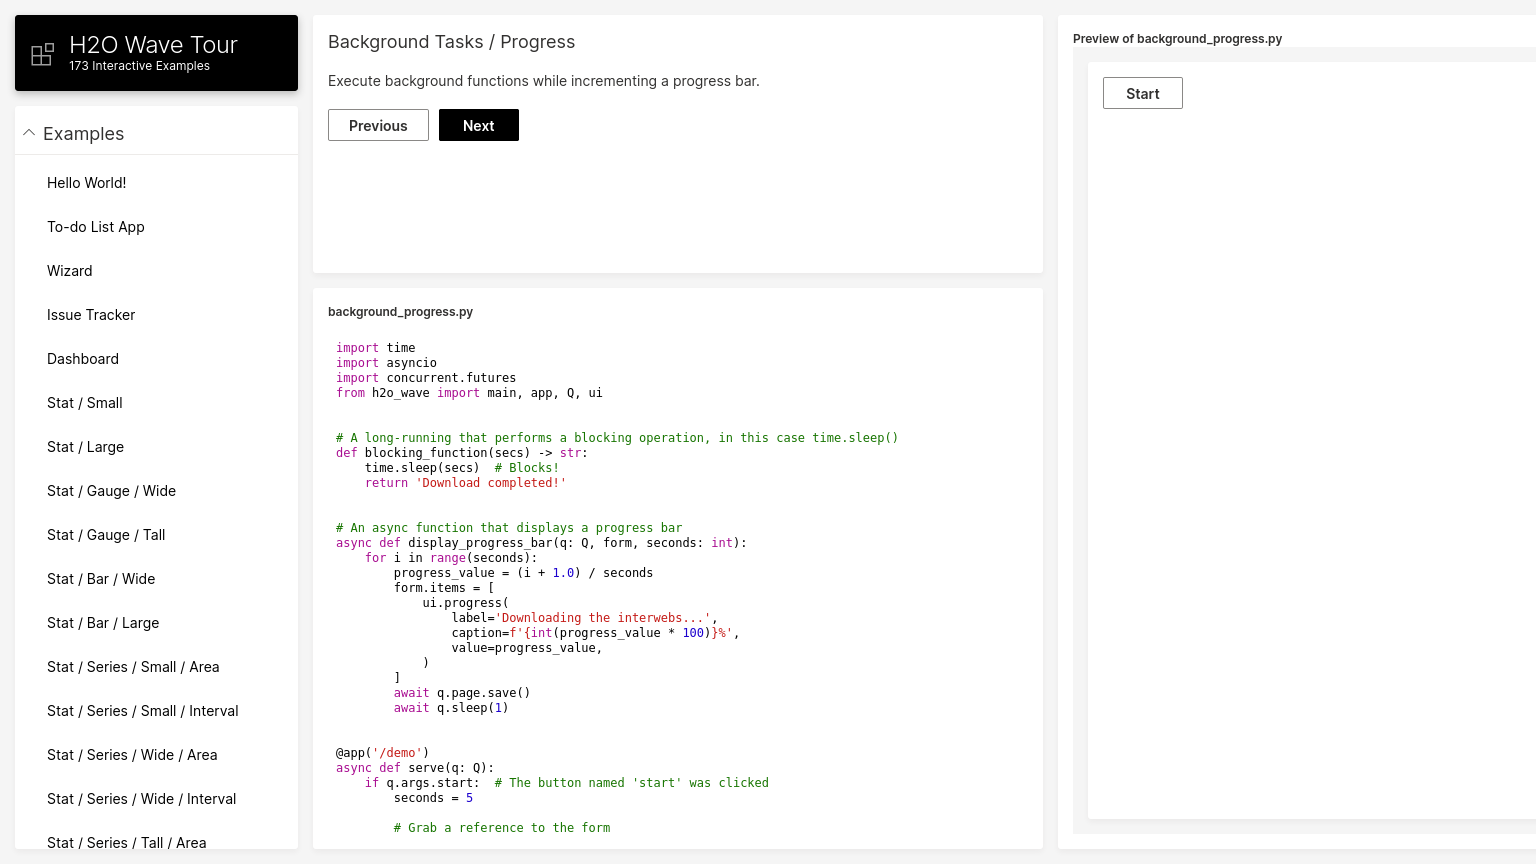 H2O Wave Tour
173 Interactive Examples
Examples
Hello World!
To-do List App
Wizard
Issue Tracker
Dashboard
Stat / Small
Stat / Large
Stat / Gauge / Wide
Stat / Gauge / Tall
Stat / Bar / Wide
Stat / Bar / Large
Stat / Series / Small / Area
Stat / Series / Small / Interval
Stat / Series / Wide / Area
Stat / Series / Wide / Interval
Stat / Series / Tall / Area
Background Tasks / Progress
Execute background functions while incrementing a progress bar.
Previous
Next
background_progress.py
import time
import asyncio
import concurrent.futures
from h2o_wave import main, app, Q, ui
# A long-running that performs a blocking operation, in this case time.sleep()
def blocking_function(secs) -> str:
    time.sleep(secs)  # Blocks!
    return 'Download completed!'
# An async function that displays a progress bar
async def display_progress_bar(q: Q, form, seconds: int):
    for i in range(seconds):
        progress_value = (i + 1.0) / seconds
        form.items = [
            ui.progress(
                label='Downloading the interwebs...',
                caption=f'{int(progress_value * 100)}%',
                value=progress_value,
            )
        ]
        await q.page.save()
        await q.sleep(1)
@app('/demo')
async def serve(q: Q):
    if q.args.start:  # The button named 'start' was clicked
        seconds = 5
        # Grab a reference to the form
Preview of background_progress.py
Start